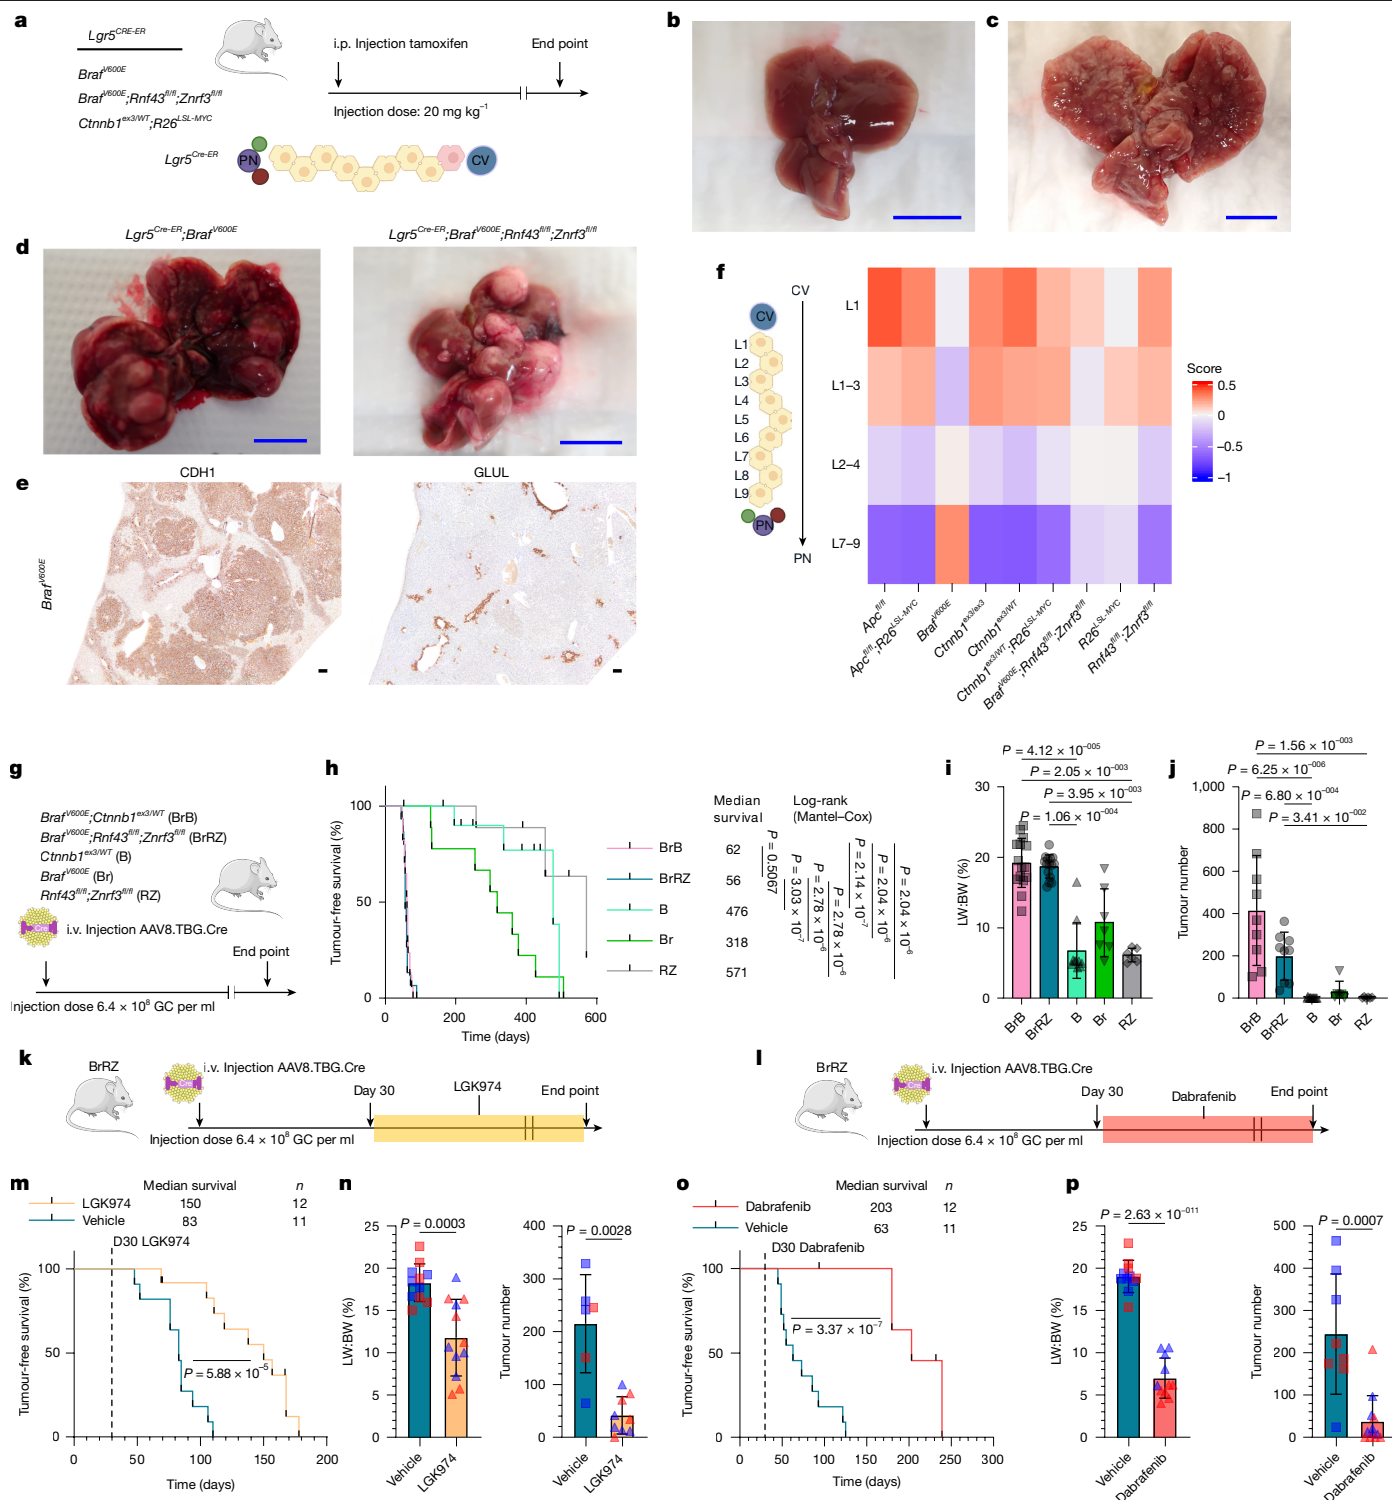 a
Lgr5CRE-ER
BrafV600E
BrafV600E;Rnf43fl/fl;Znrf3fl/fl
Ctnnb1ex3/WT;R26LSL-MYC
i.p. Injection tamoxifen
End point
Injection dose: 20 mg kg−1
Lgr5Cre-ER
PN
CV
b
c
d
Lgr5Cre-ER;BrafV600E
Lgr5Cre-ER;BrafV600E;Rnf43fl/fl;Znrf3fl/fl
e
CDH1
GLUL
BrafV600E
f
CV
CV
L1
L2
L3
L4
L5
L6
L7
L8
L9
PN
PN
L1
L1–3
L2–4
L7–9
Score
0.5
0
−0.5
−1
Apcfl/fl
Apcfl/fl;R26LSL-MYC
BrafV600E
Ctnnb1ex3/ex3
Ctnnb1ex3/WT
Ctnnb1ex3/WT;R26LSL-MYC
BrafV600E;Rnf43fl/fl;Znrf3fl/fl
R26LSL-MYC
Rnf43fl/fl;Znrf3fl/fl
g
BrafV600E;Ctnnb1ex3/WT (BrB)
BrafV600E;Rnf43fl/fl;Znrf3fl/fl (BrRZ)
Ctnnb1ex3/WT (B)
BrafV600E (Br)
Rnf43fl/fl;Znrf3fl/fl (RZ)
Cre
i.v. Injection AAV8.TBG.Cre
End point
Injection dose 6.4 × 108 GC per ml
h
Tumour-free survival (%)
100
50
0
0
200
400
600
Time (days)
BrB
BrRZ
B
Br
RZ
Median survival
62
56
476
318
571
Log-rank (Mantel–Cox)
P = 0.5067
P = 3.03 × 10−7
P = 2.78 × 10−6
P = 2.78 × 10−6
P = 2.14 × 10−7
P = 2.04 × 10−6
P = 2.04 × 10−6
i
P = 4.12 × 10−005
P = 2.05 × 10−003
P = 3.95 × 10−003
P = 1.06 × 10−004
LW:BW (%)
30
20
10
0
BrB
BrRZ
B
Br
RZ
j
P = 1.56 × 10−003
P = 6.25 × 10−006
P = 6.80 × 10−004
P = 3.41 × 10−002
Tumour number
1,000
800
600
400
200
0
BrB
BrRZ
B
Br
RZ
k
BrRZ
Cre
i.v. Injection AAV8.TBG.Cre
Day 30
LGK974
End point
Injection dose 6.4 × 108 GC per ml
l
BrRZ
Cre
i.v. Injection AAV8.TBG.Cre
Day 30
Dabrafenib
End point
Injection dose 6.4 × 108 GC per ml
m
Median survival n
LGK974 150 12
Vehicle 83 11
D30 LGK974
Tumour-free survival (%)
100
50
0
P = 5.88 × 10−5
0
50
100
150
200
Time (days)
n
P = 0.0003
LW:BW (%)
25
20
15
10
5
0
Vehicle
LGK974
P = 0.0028
Tumour number
400
300
200
100
0
Vehicle
LGK974
o
Median survival n
Dabrafenib 203 12
Vehicle 63 11
D30 Dabrafenib
Tumour-free survival (%)
100
50
0
P = 3.37 × 10−7
0
50
100
150
200
250
300
Time (days)
p
P = 2.63 × 10−011
LW:BW (%)
25
20
15
10
5
0
Vehicle
Dabrafenib
P = 0.0007
Tumour number
500
400
300
200
100
0
Vehicle
Dabrafenib